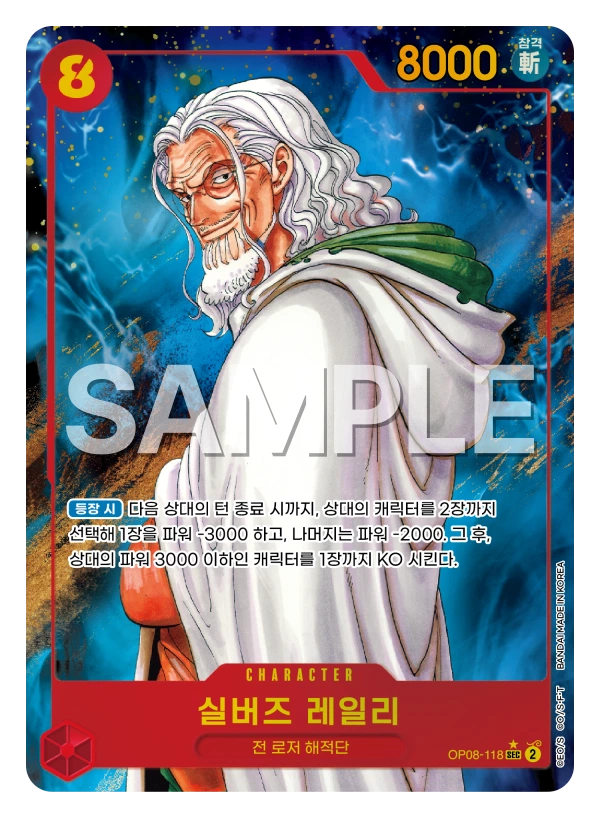 8
8000
참격
斬
SAMPLE
등장 시 다음 상대의 턴 종료 시까지, 상대의 캐릭터를 2장까지
선택해 1장을 파워 -3000 하고, 나머지는 파워 -2000. 그 후,
상대의 파워 3000 이하인 캐릭터를 1장까지 KO 시킨다.
CHARACTER
실버즈 레일리
전 로저 해적단
OP08-118 SEC 2
©EO/S ©O/S·F·T BANDAI MADE IN KOREA